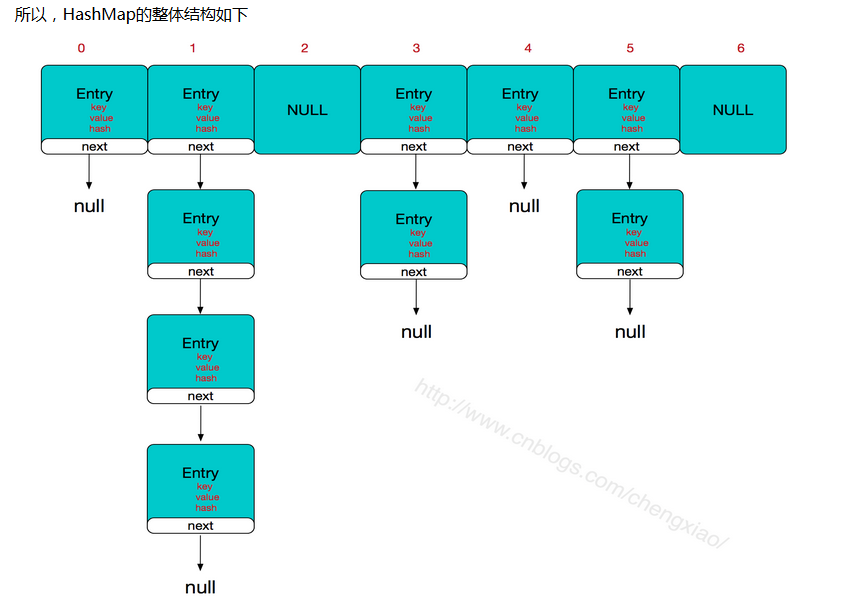 所以，HashMap的整体结构如下
0 1 2 3 4 5 6
Entry Entry NULL Entry Entry Entry NULL
key key key key key
value value value value value
hash hash hash hash hash
next next next next next
null null
Entry Entry Entry
key key key
value value value
hash hash hash
next next next
null null
Entry
key
value
hash
next
Entry
key
value
hash
next
null
http://www.cnblogs.com/chengxiao/